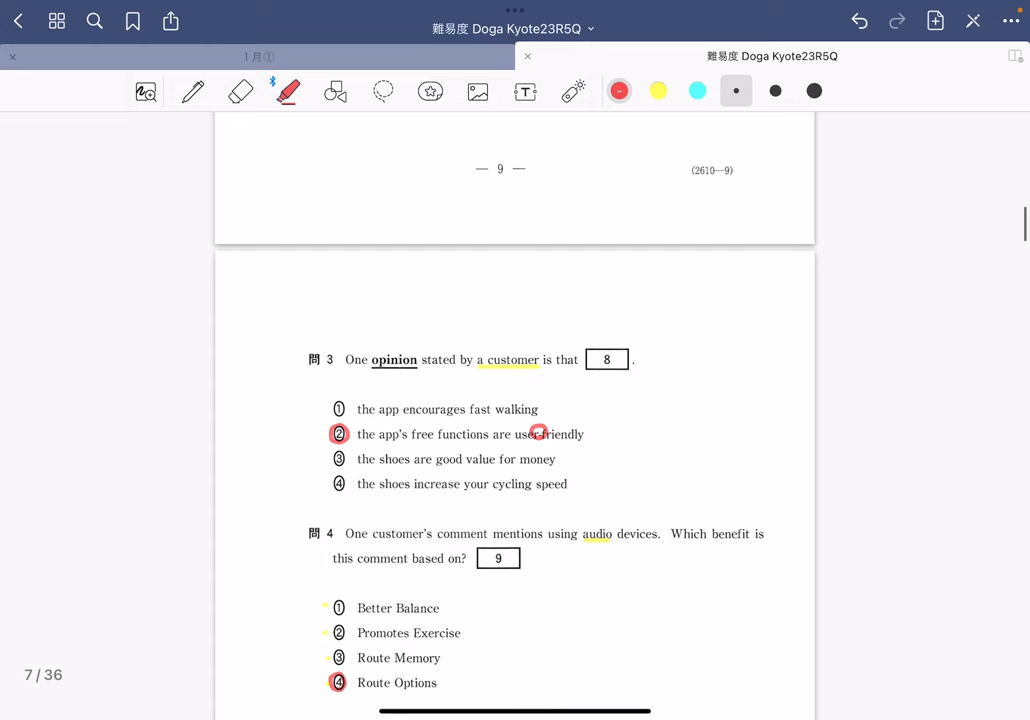 難易度 Doga Kyote23R5Q
1月①
難易度 Doga Kyote23R5Q
— 9 —
(2610—9)
問 3 One opinion stated by a customer is that 8 .
① the app encourages fast walking
② the app's free functions are user-friendly
③ the shoes are good value for money
④ the shoes increase your cycling speed
問 4 One customer's comment mentions using audio devices. Which benefit is
this comment based on? 9
① Better Balance
② Promotes Exercise
③ Route Memory
④ Route Options
7 / 36